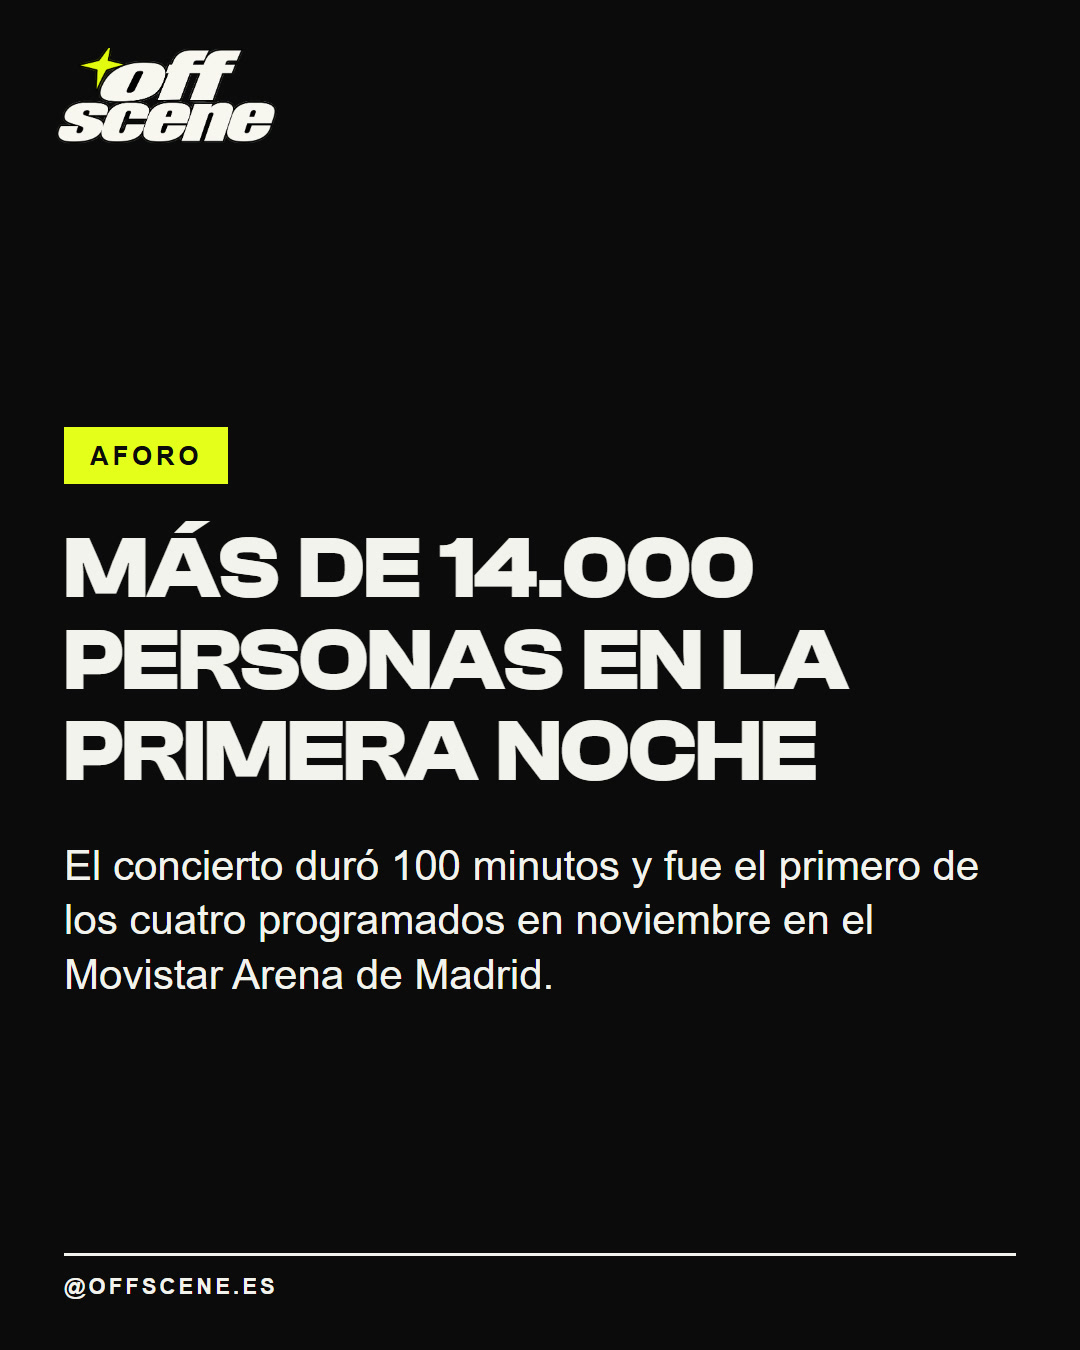 off
scene
AFORO
MÁS DE 14.000
PERSONAS EN LA
PRIMERA NOCHE
El concierto duró 100 minutos y fue el primero de
los cuatro programados en noviembre en el
Movistar Arena de Madrid.
@OFFSCENE.ES